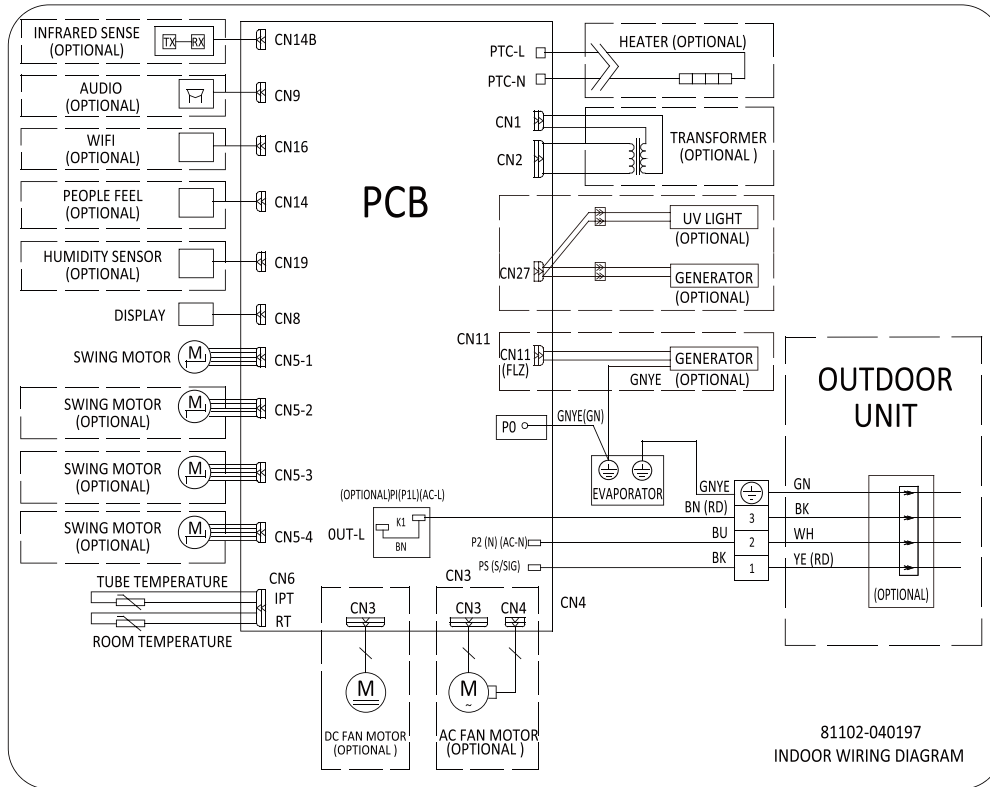 INFRARED SENSE
(OPTIONAL)
TX
RX
CN14B
AUDIO
(OPTIONAL)
CN9
WIFI
(OPTIONAL)
CN16
PEOPLE FEEL
(OPTIONAL)
CN14
HUMIDITY SENSOR
(OPTIONAL)
CN19
DISPLAY
CN8
SWING MOTOR
M
CN5-1
SWING MOTOR
(OPTIONAL)
M
CN5-2
SWING MOTOR
(OPTIONAL)
M
CN5-3
SWING MOTOR
(OPTIONAL)
M
CN5-4
TUBE TEMPERATURE
CN6
IPT
RT
ROOM TEMPERATURE
PCB
PTC-L
PTC-N
HEATER (OPTIONAL)
CN1
CN2
TRANSFORMER
(OPTIONAL )
UV LIGHT
(OPTIONAL)
CN27
GENERATOR
(OPTIONAL)
CN11
CN11
(FLZ)
GENERATOR
(OPTIONAL)
GNYE
P0
GNYE(GN)
EVAPORATOR
(OPTIONAL)PI(P1L)(AC-L)
OUT-L
K1
BN
P2 (N) (AC-N)
PS (S/SIG)
GNYE
BN (RD)
BU
BK
3
2
1
OUTDOOR
UNIT
GN
BK
WH
YE (RD)
(OPTIONAL)
CN3
M
DC FAN MOTOR
(OPTIONAL )
CN3
CN3
CN4
CN4
M
~
AC FAN MOTOR
(OPTIONAL )
81102-040197
INDOOR WIRING DIAGRAM